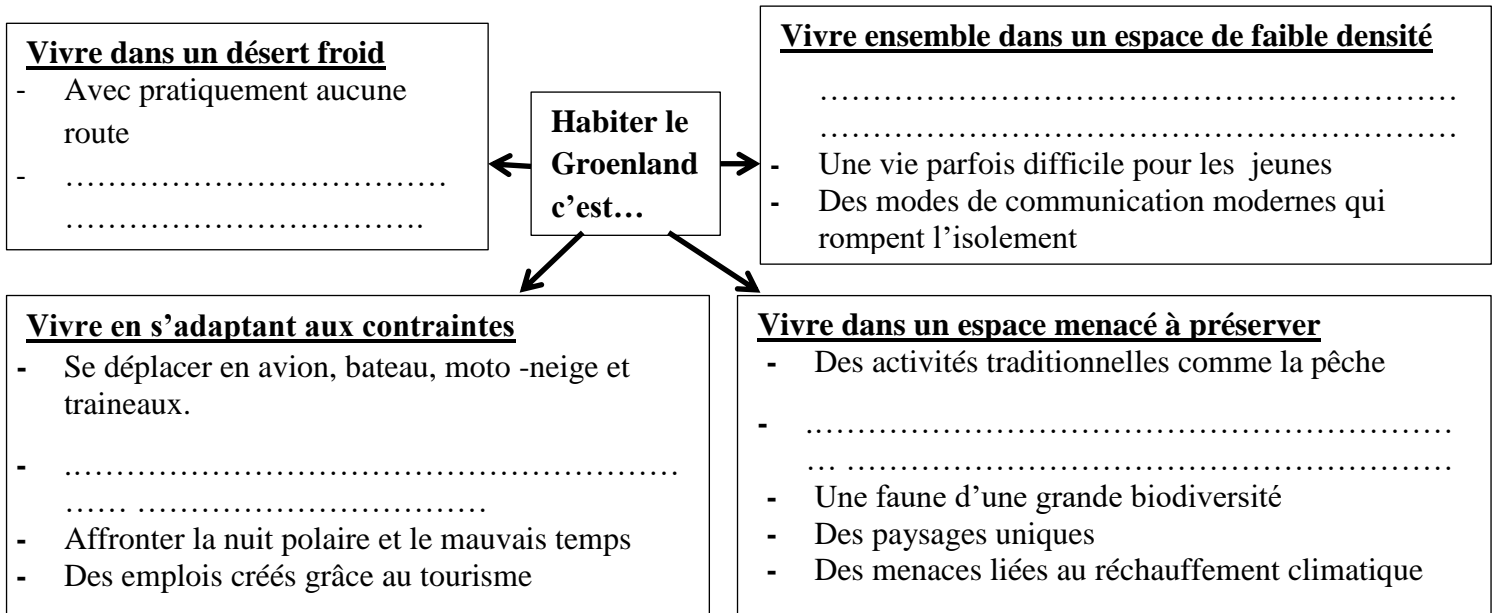 Vivre dans un désert froid
- Avec pratiquement aucune
route
- ………………………………
…………………………….
Habiter le
Groenland
c’est…
Vivre ensemble dans un espace de faible densité
……………………………………………………
……………………………………………………
- Une vie parfois difficile pour les jeunes
- Des modes de communication modernes qui
rompent l’isolement
Vivre en s’adaptant aux contraintes
- Se déplacer en avion, bateau, moto -neige et
traineaux.
- .…………………………………………………
…… ……………………………
- Affronter la nuit polaire et le mauvais temps
- Des emplois créés grâce au tourisme
Vivre dans un espace menacé à préserver
- Des activités traditionnelles comme la pêche
- .……………………………………………………
… …………………………………………………
- Une faune d’une grande biodiversité
- Des paysages uniques
- Des menaces liées au réchauffement climatique